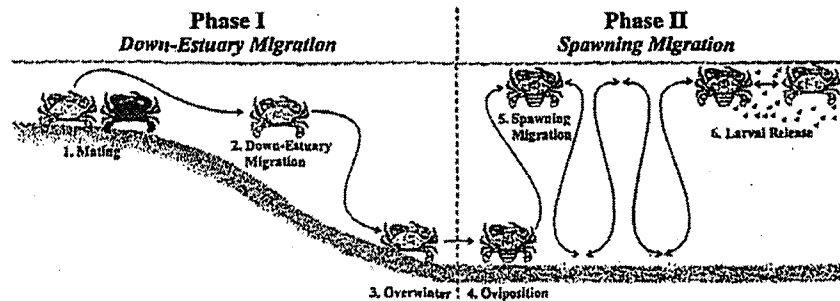 Phase I
Down-Estuary Migration
Phase II
Spawning Migration
1. Mating
2. Down-Estuary
Migration
3. Overwinter
4. Oviposition
5. Spawning
Migration
6. Larval Release